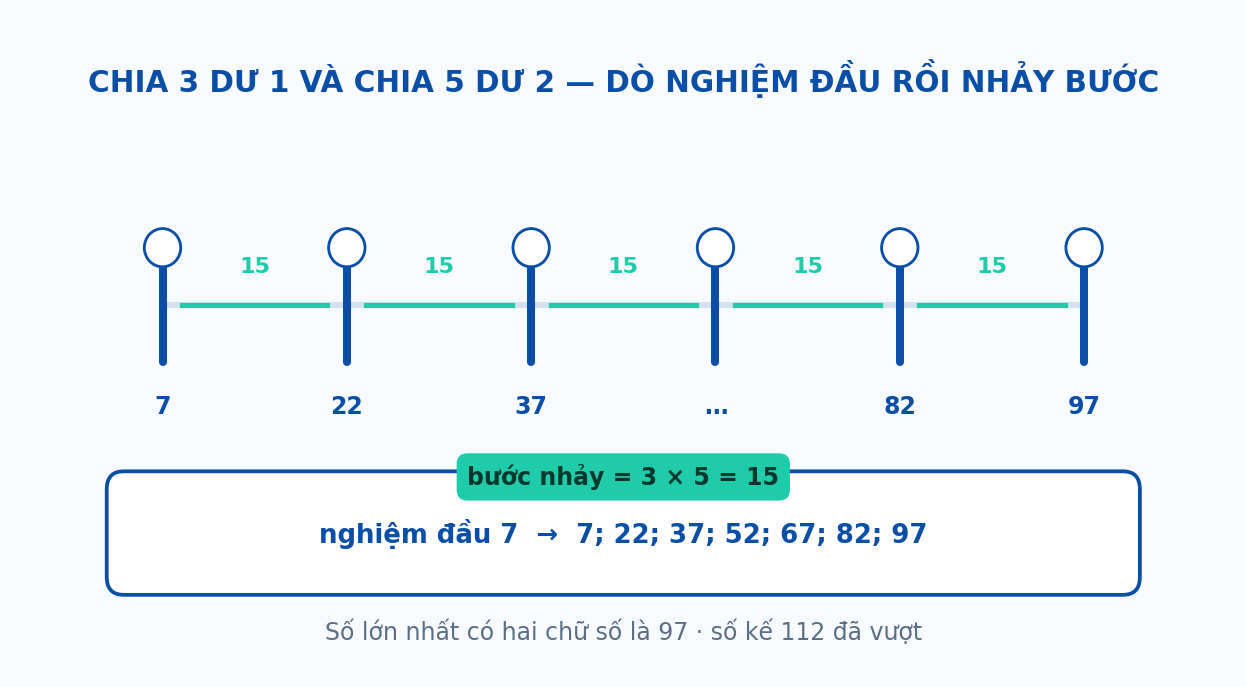 CHIA 3 DƯ 1 VÀ CHIA 5 DƯ 2 — DÒ NGHIỆM ĐẦU RỒI NHẢY BƯỚC
15 15 15 15 15
7 22 37 ... 82 97
bước nhảy = 3 × 5 = 15
nghiệm đầu 7 → 7; 22; 37; 52; 67; 82; 97
Số lớn nhất có hai chữ số là 97 · số kế 112 đã vượt